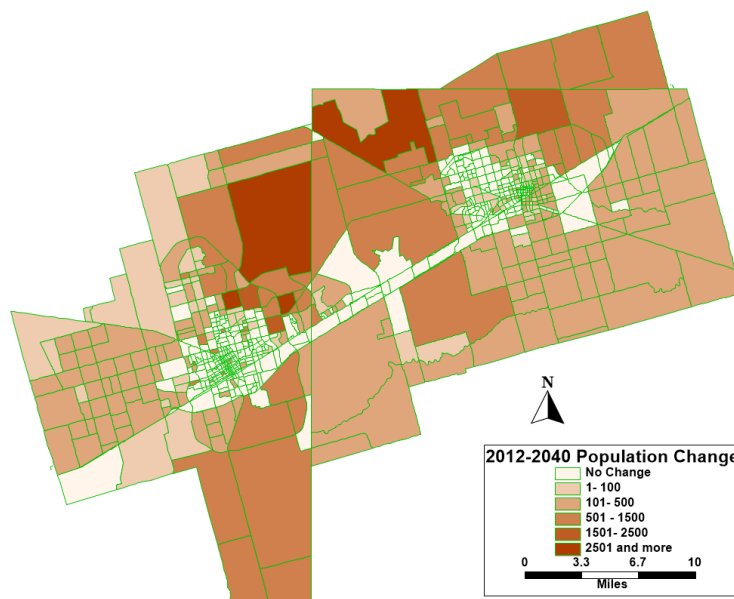 N
2012-2040 Population Change
No Change
1- 100
101- 500
501 - 1500
1501- 2500
2501 and more
0 3.3 6.7 10
Miles